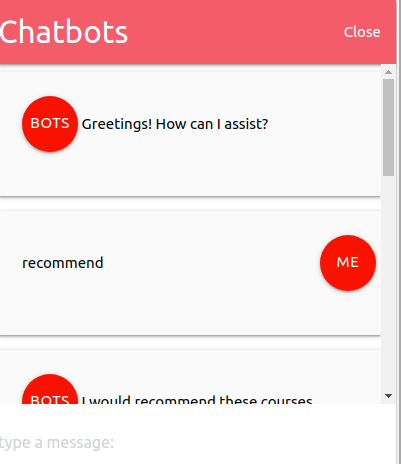 Chatbots
Close
BOTS Greetings! How can I assist?
recommend ME
BOTS I would recommend these courses
type a message: